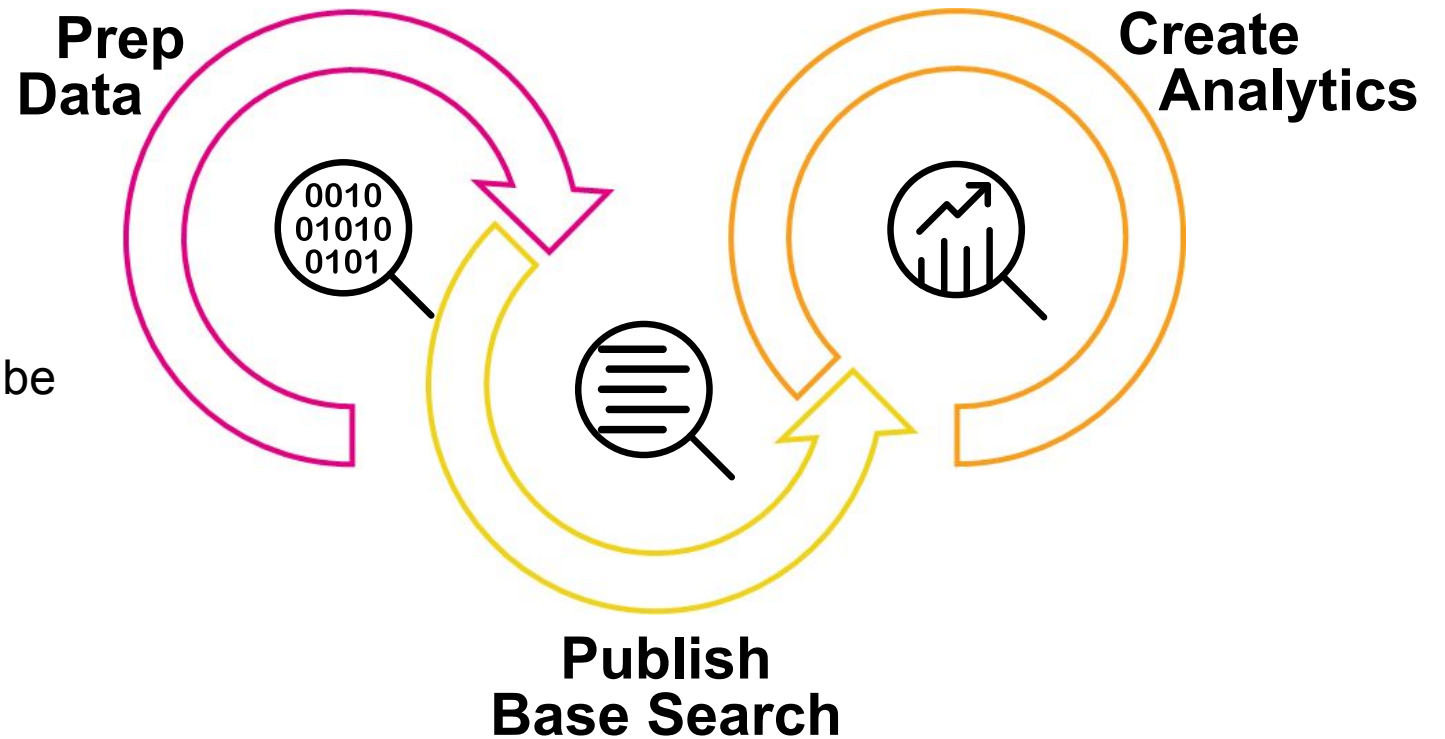 Prep
Data
Create
Analytics
0010
01010
0101
be
Publish
Base Search